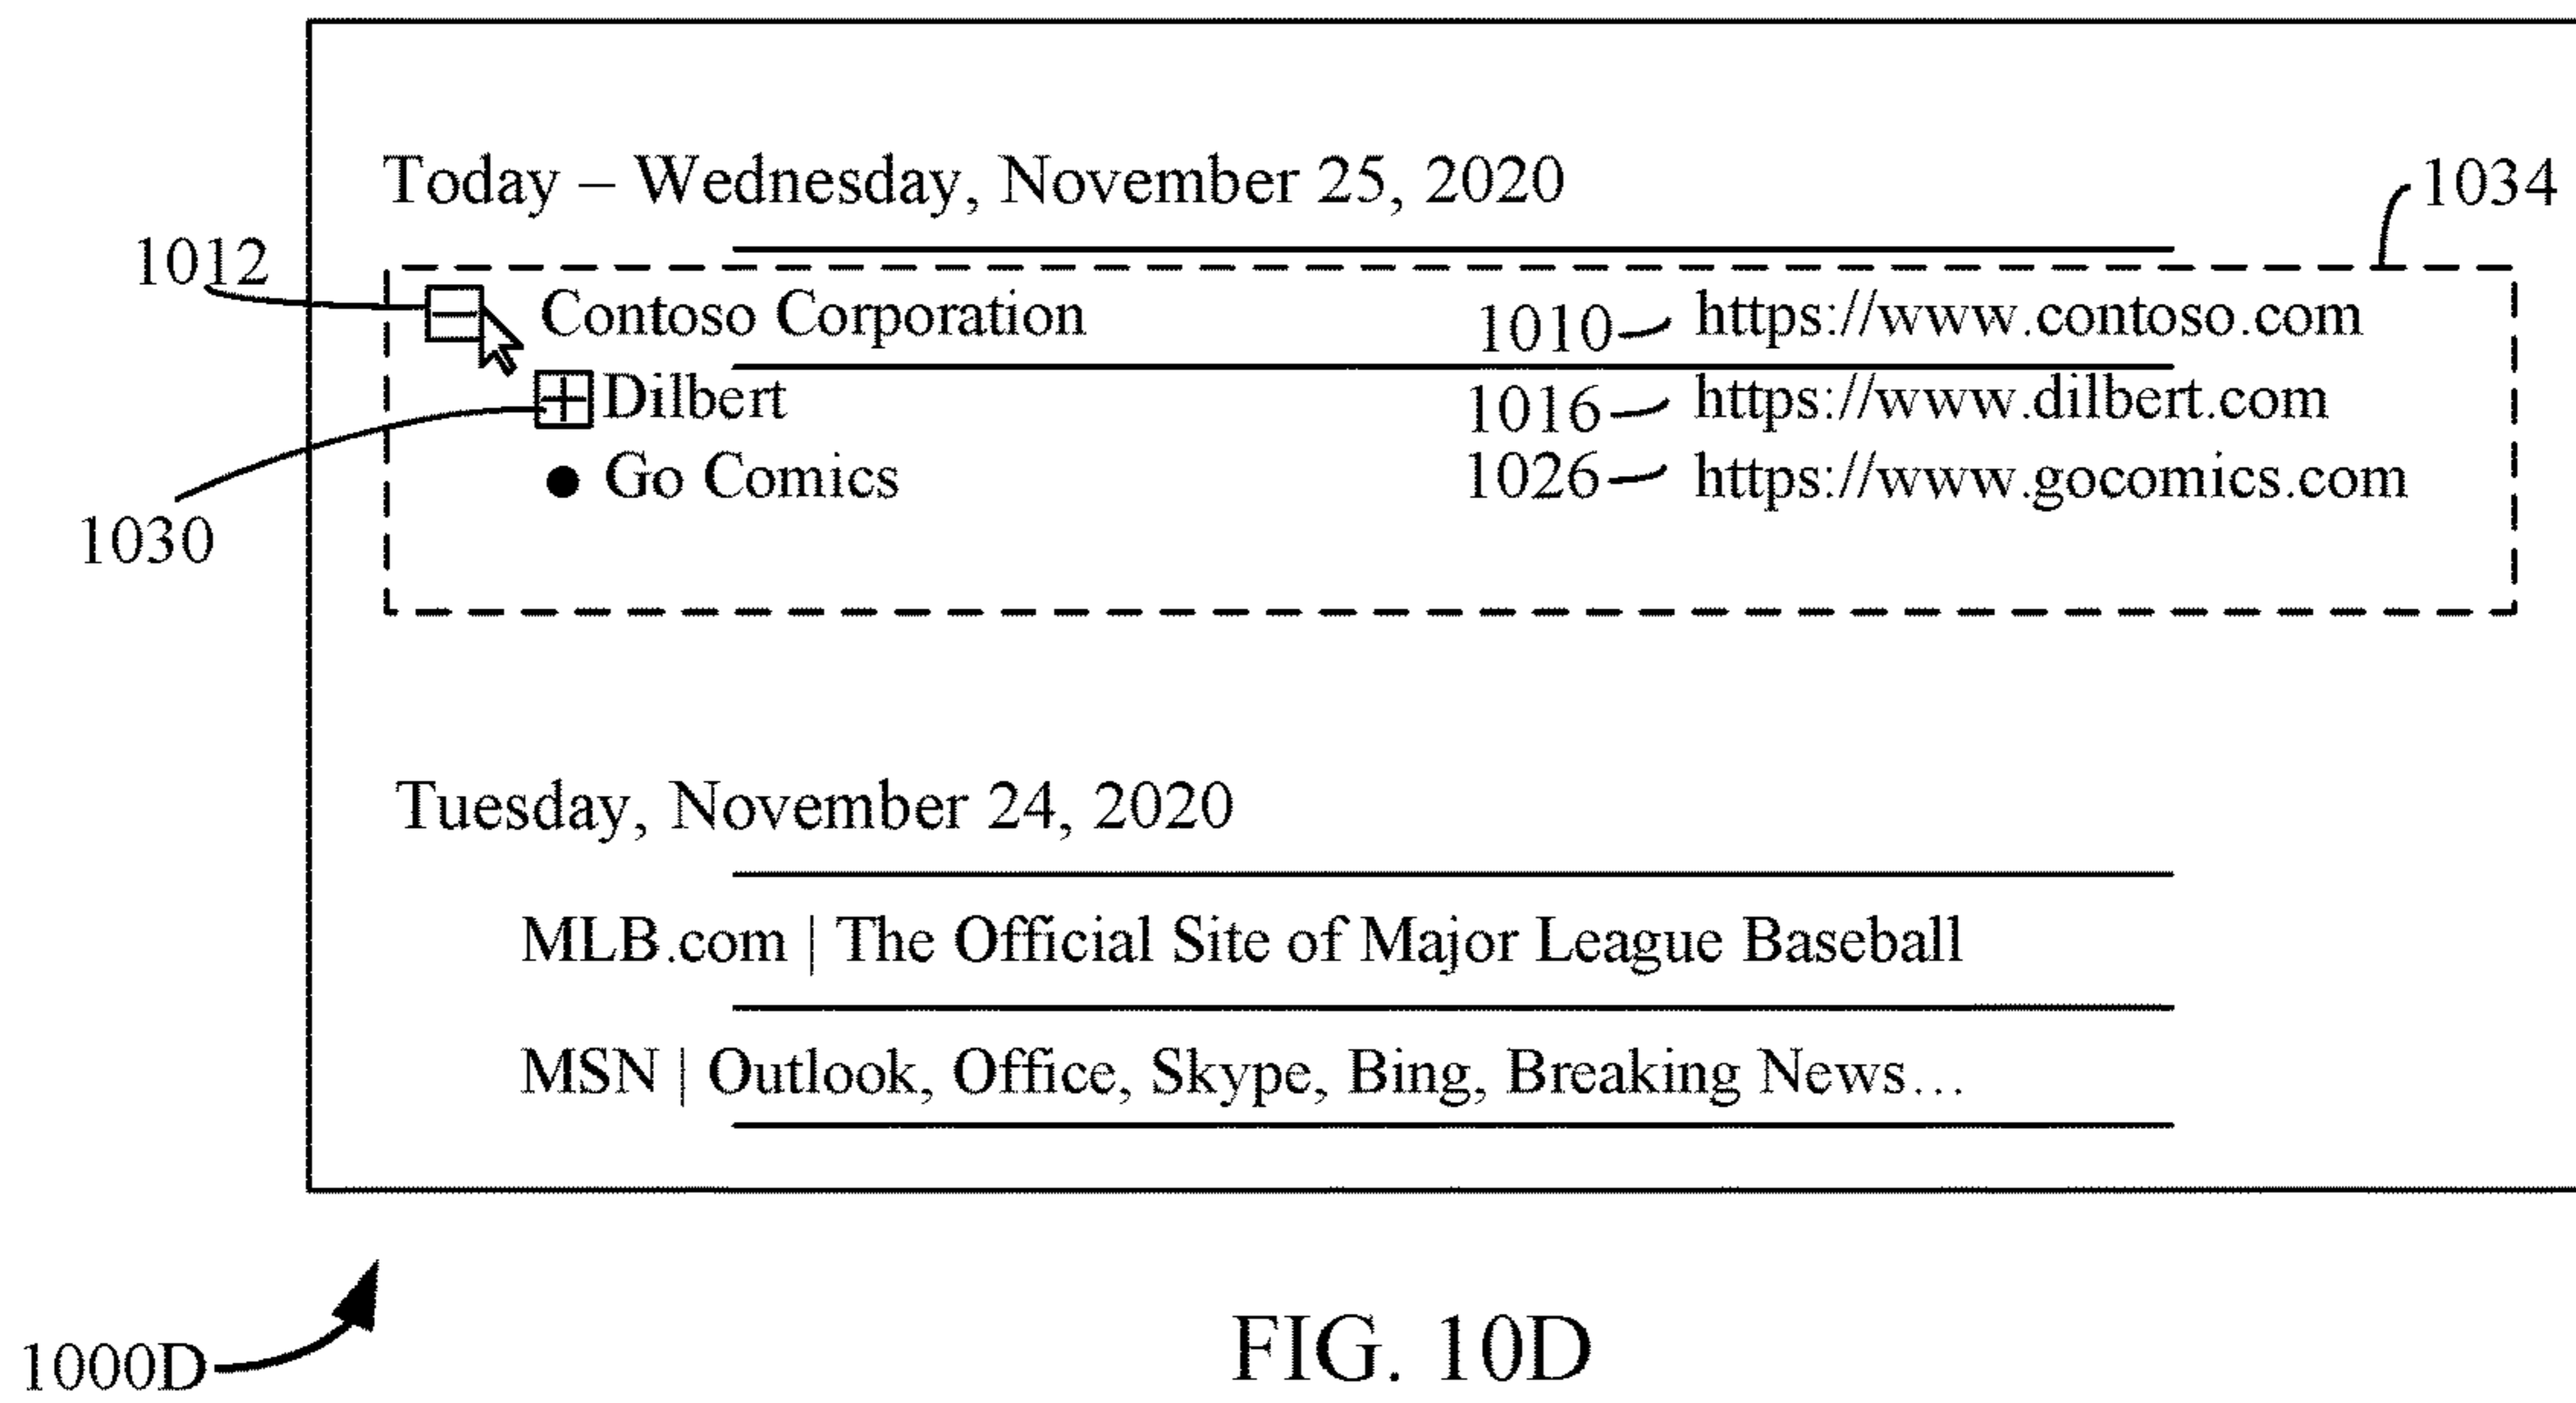 Today – Wednesday, November 25, 2020
1034
1012
Contoso Corporation 1010 https://www.contoso.com
Dilbert 1016 https://www.dilbert.com
• Go Comics 1026 https://www.gocomics.com
1030
Tuesday, November 24, 2020
MLB.com | The Official Site of Major League Baseball
MSN | Outlook, Office, Skype, Bing, Breaking News…
1000D
FIG. 10D